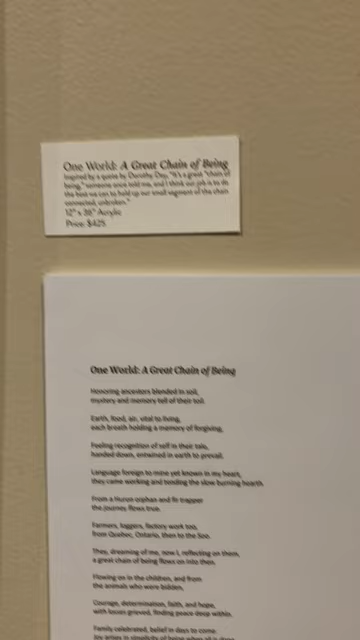 One World: A Great Chain of Being
Inspired by a quote by Dorothy Day, "It's a great "chain of
being," someone once told me, and I think our job is to do
the best we can to hold up our small segment of the chain
connected, unbroken."
12" x 36" Acrylic
Price: $425
One World: A Great Chain of Being
Honoring ancestors blended in soil,
mystery and memory tell of their toil.
Earth, food, air, vital to living,
each breath holding a memory of forgiving,
Feeling recognition of self in their tale,
handed down, entwined in earth to prevail.
Language foreign to mine yet known in my heart,
they came working and tending the slow burning hearth.
From a Huron orphan and fir trapper
the journey flows true.
Farmers, loggers, factory work too,
from Quebec, Ontario, then to the Soo.
They, dreaming of me, now I, reflecting on them,
a great chain of being flows on into then.
Flowing on in the children, and from
the animals who were bidden,
Courage, determination, faith, and hope,
with losses grieved, finding peace deep within.
Family celebrated, belief in days to come